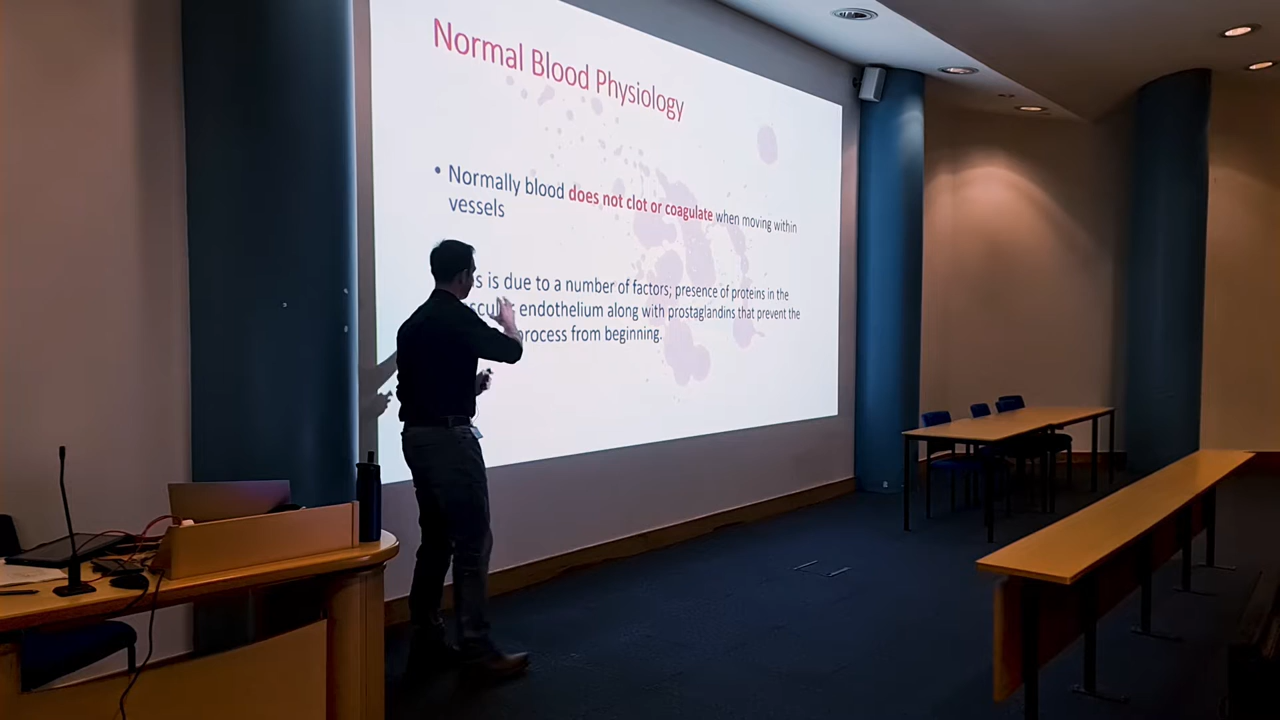 Normal Blood Physiology
• Normally blood does not clot or coagulate when moving within
vessels
is due to a number of factors; presence of proteins in the
endothelium along with prostaglandins that prevent the
process from beginning.